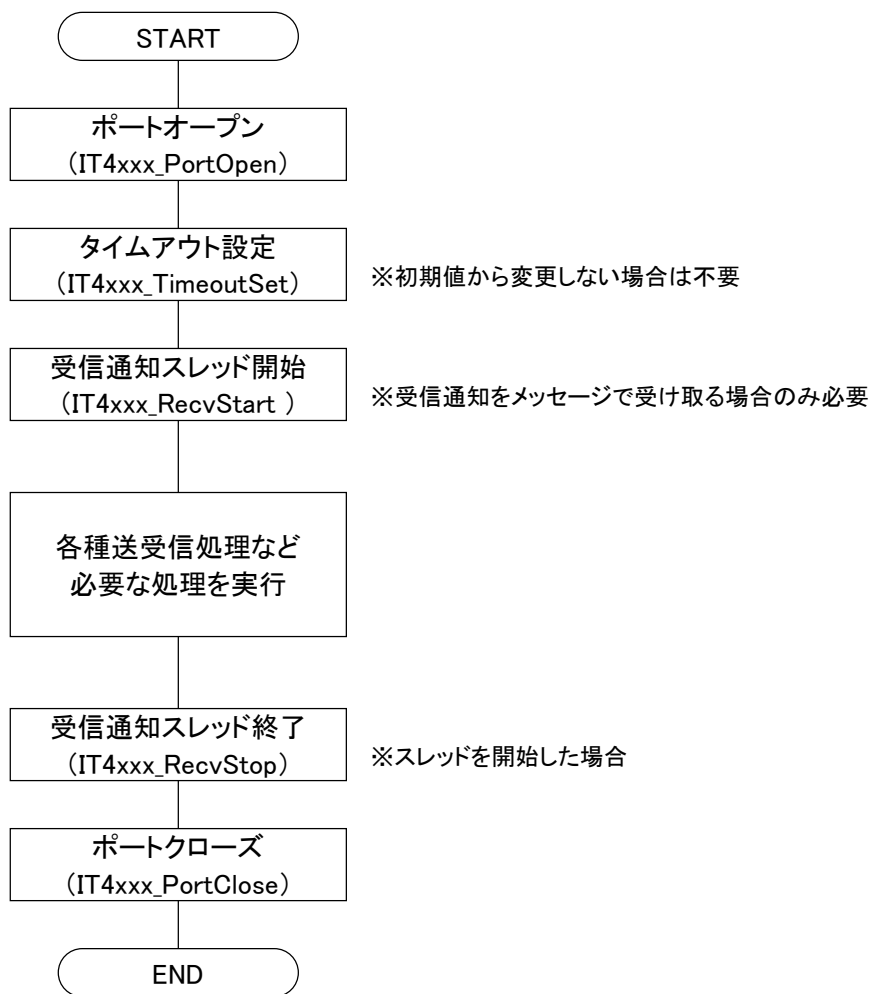 START
ポートオープン
（IT4xxx_PortOpen）
タイムアウト設定
（IT4xxx_TimeoutSet）
※初期値から変更しない場合は不要
受信通知スレッド開始
（IT4xxx_RecvStart ）
※受信通知をメッセージで受け取る場合のみ必要
各種送受信処理など
必要な処理を実行
受信通知スレッド終了
（IT4xxx_RecvStop）
※スレッドを開始した場合
ポートクローズ
（IT4xxx_PortClose）
END